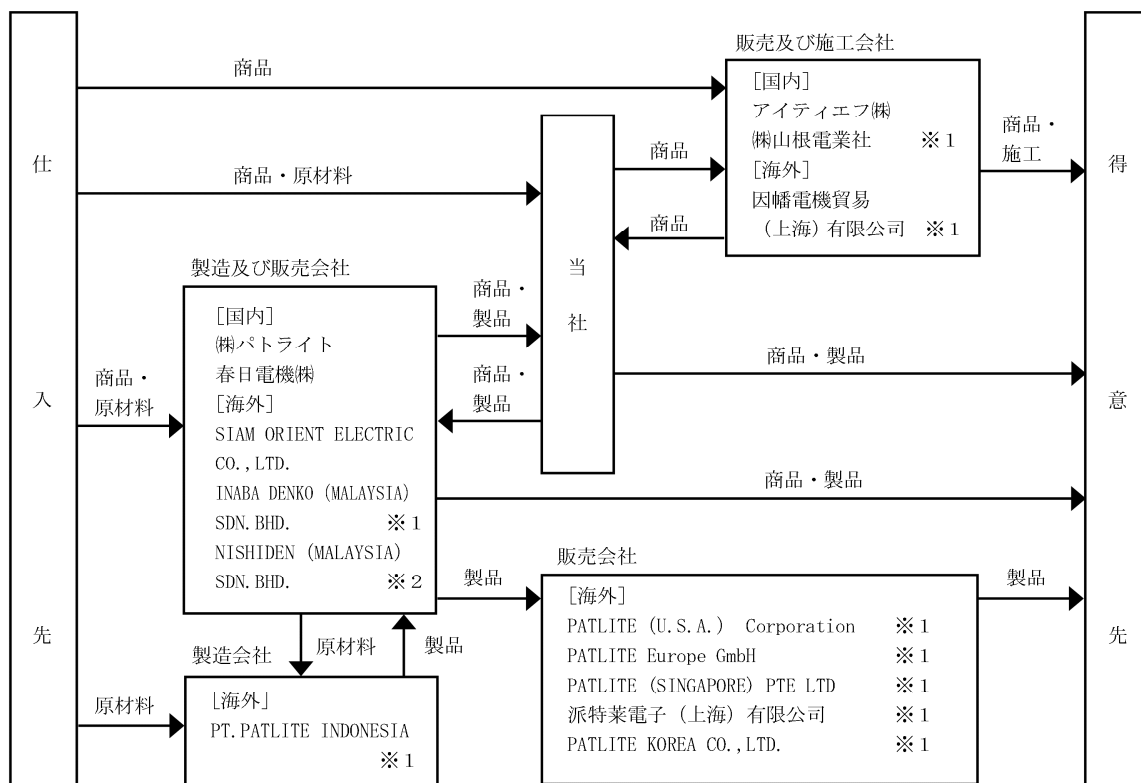 仕入先
商品
商品・原材料
商品・
原材料
原材料
販売及び施工会社
[国内]
アイティエフ㈱
㈱山根電業社 ※1
[海外]
因幡電機貿易
(上海)有限公司 ※1
商品
商品
当社
商品・
施工
得意先
製造及び販売会社
[国内]
㈱パトライト
春日電機㈱
[海外]
SIAM ORIENT ELECTRIC
CO.,LTD.
INABA DENKO (MALAYSIA)
SDN.BHD. ※1
NISHIDEN (MALAYSIA)
SDN.BHD. ※2
商品・
製品
商品・
製品
商品・製品
商品・製品
製品
原材料
製品
製造会社
[海外]
PT.PATLITE INDONESIA
※1
販売会社
[海外]
PATLITE (U.S.A.) Corporation ※1
PATLITE Europe GmbH ※1
PATLITE (SINGAPORE) PTE LTD ※1
派特莱電子(上海)有限公司 ※1
PATLITE KOREA CO.,LTD. ※1
製品